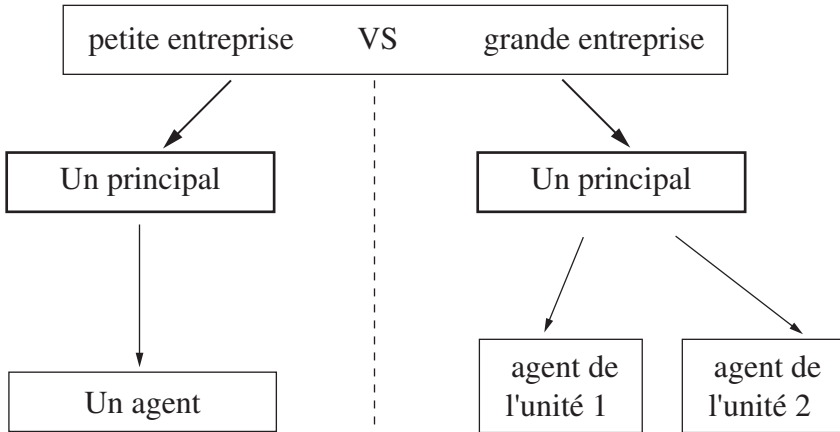 petite entreprise VS grande entreprise
Un principal
Un principal
Un agent
agent de
l'unité 1
agent de
l'unité 2